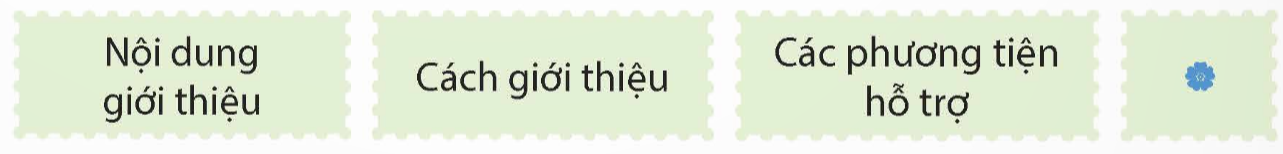 Nội dung
giới thiệu
Cách giới thiệu
Các phương tiện
hỗ trợ